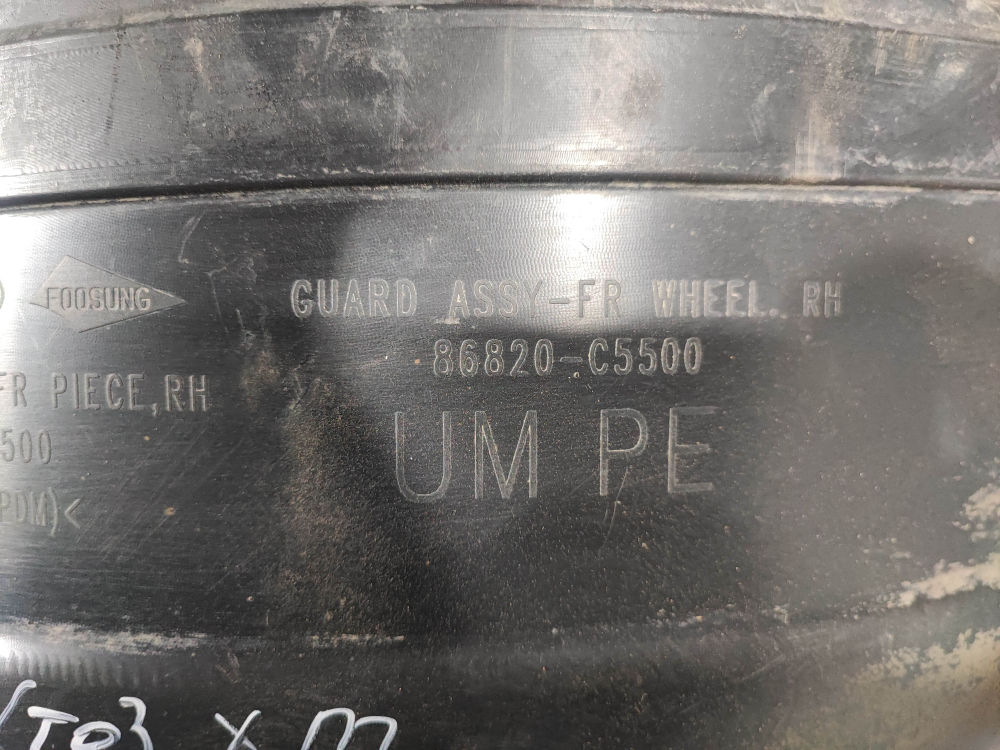 FOOSUNG
GUARD ASSY-FR WHEEL. RH
86820-C5500
FR PIECE,RH
500
PDM)<
UM PE
X M